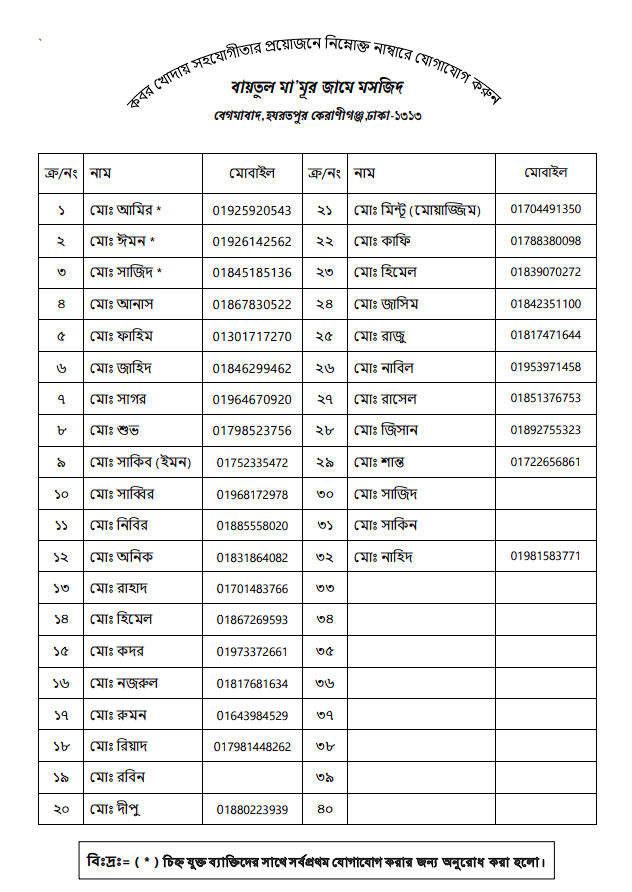 কবর খোদায় সহযোগীতার প্রয়োজনে নিম্নোক্ত নাম্বারে যোগাযোগ করুন
বায়তুল মা'মূর জামে মসজিদ
বেগমাবাদ,হযরতপুর কেরাণীগঞ্জ,ঢাকা-১৩১৩
ক্র/নং নাম মোবাইল ক্র/নং নাম মোবাইল
১ মোঃ আমির * 01925920543 ২১ মোঃ মিন্টূ (মোয়াজ্জিম) 01704491350
২ মোঃ ঈমন * 01926142562 ২২ মোঃ কাফি 01788380098
৩ মোঃ সাজিদ * 01845185136 ২৩ মোঃ হিমেল 01839070272
৪ মোঃ আনাস 01867830522 ২৪ মোঃ জাসিম 01842351100
৫ মোঃ ফাহিম 01301717270 ২৫ মোঃ রাজু 01817471644
৬ মোঃ জাহিদ 01846299462 ২৬ মোঃ নাবিল 01953971458
৭ মোঃ সাগর 01964670920 ২৭ মোঃ রাসেল 01851376753
৮ মোঃ শুভ 01798523756 ২৮ মোঃ জিসান 01892755323
৯ মোঃ সাকিব (ইমন) 01752335472 ২৯ মোঃ শান্ত 01722656861
১০ মোঃ সাব্বির 01968172978 ৩০ মোঃ সাজিদ
১১ মোঃ নিবির 01885558020 ৩১ মোঃ সাকিন
১২ মোঃ অনিক 01831864082 ৩২ মোঃ নাহিদ 01981583771
১৩ মোঃ রাহাদ 01701483766 ৩৩
১৪ মোঃ হিমেল 01867269593 ৩৪
১৫ মোঃ কদর 01973372661 ৩৫
১৬ মোঃ নজরুল 01817681634 ৩৬
১৭ মোঃ রুমন 01643984529 ৩৭
১৮ মোঃ রিয়াদ 017981448262 ৩৮
১৯ মোঃ রবিন ৩৯
২০ মোঃ দীপু 01880223939 ৪০
বিঃদ্রঃ= ( * ) চিহ্ন যুক্ত ব্যাক্তিদের সাথে সর্বপ্রথম যোগাযোগ করার জন্য অনুরোধ করা হলো।